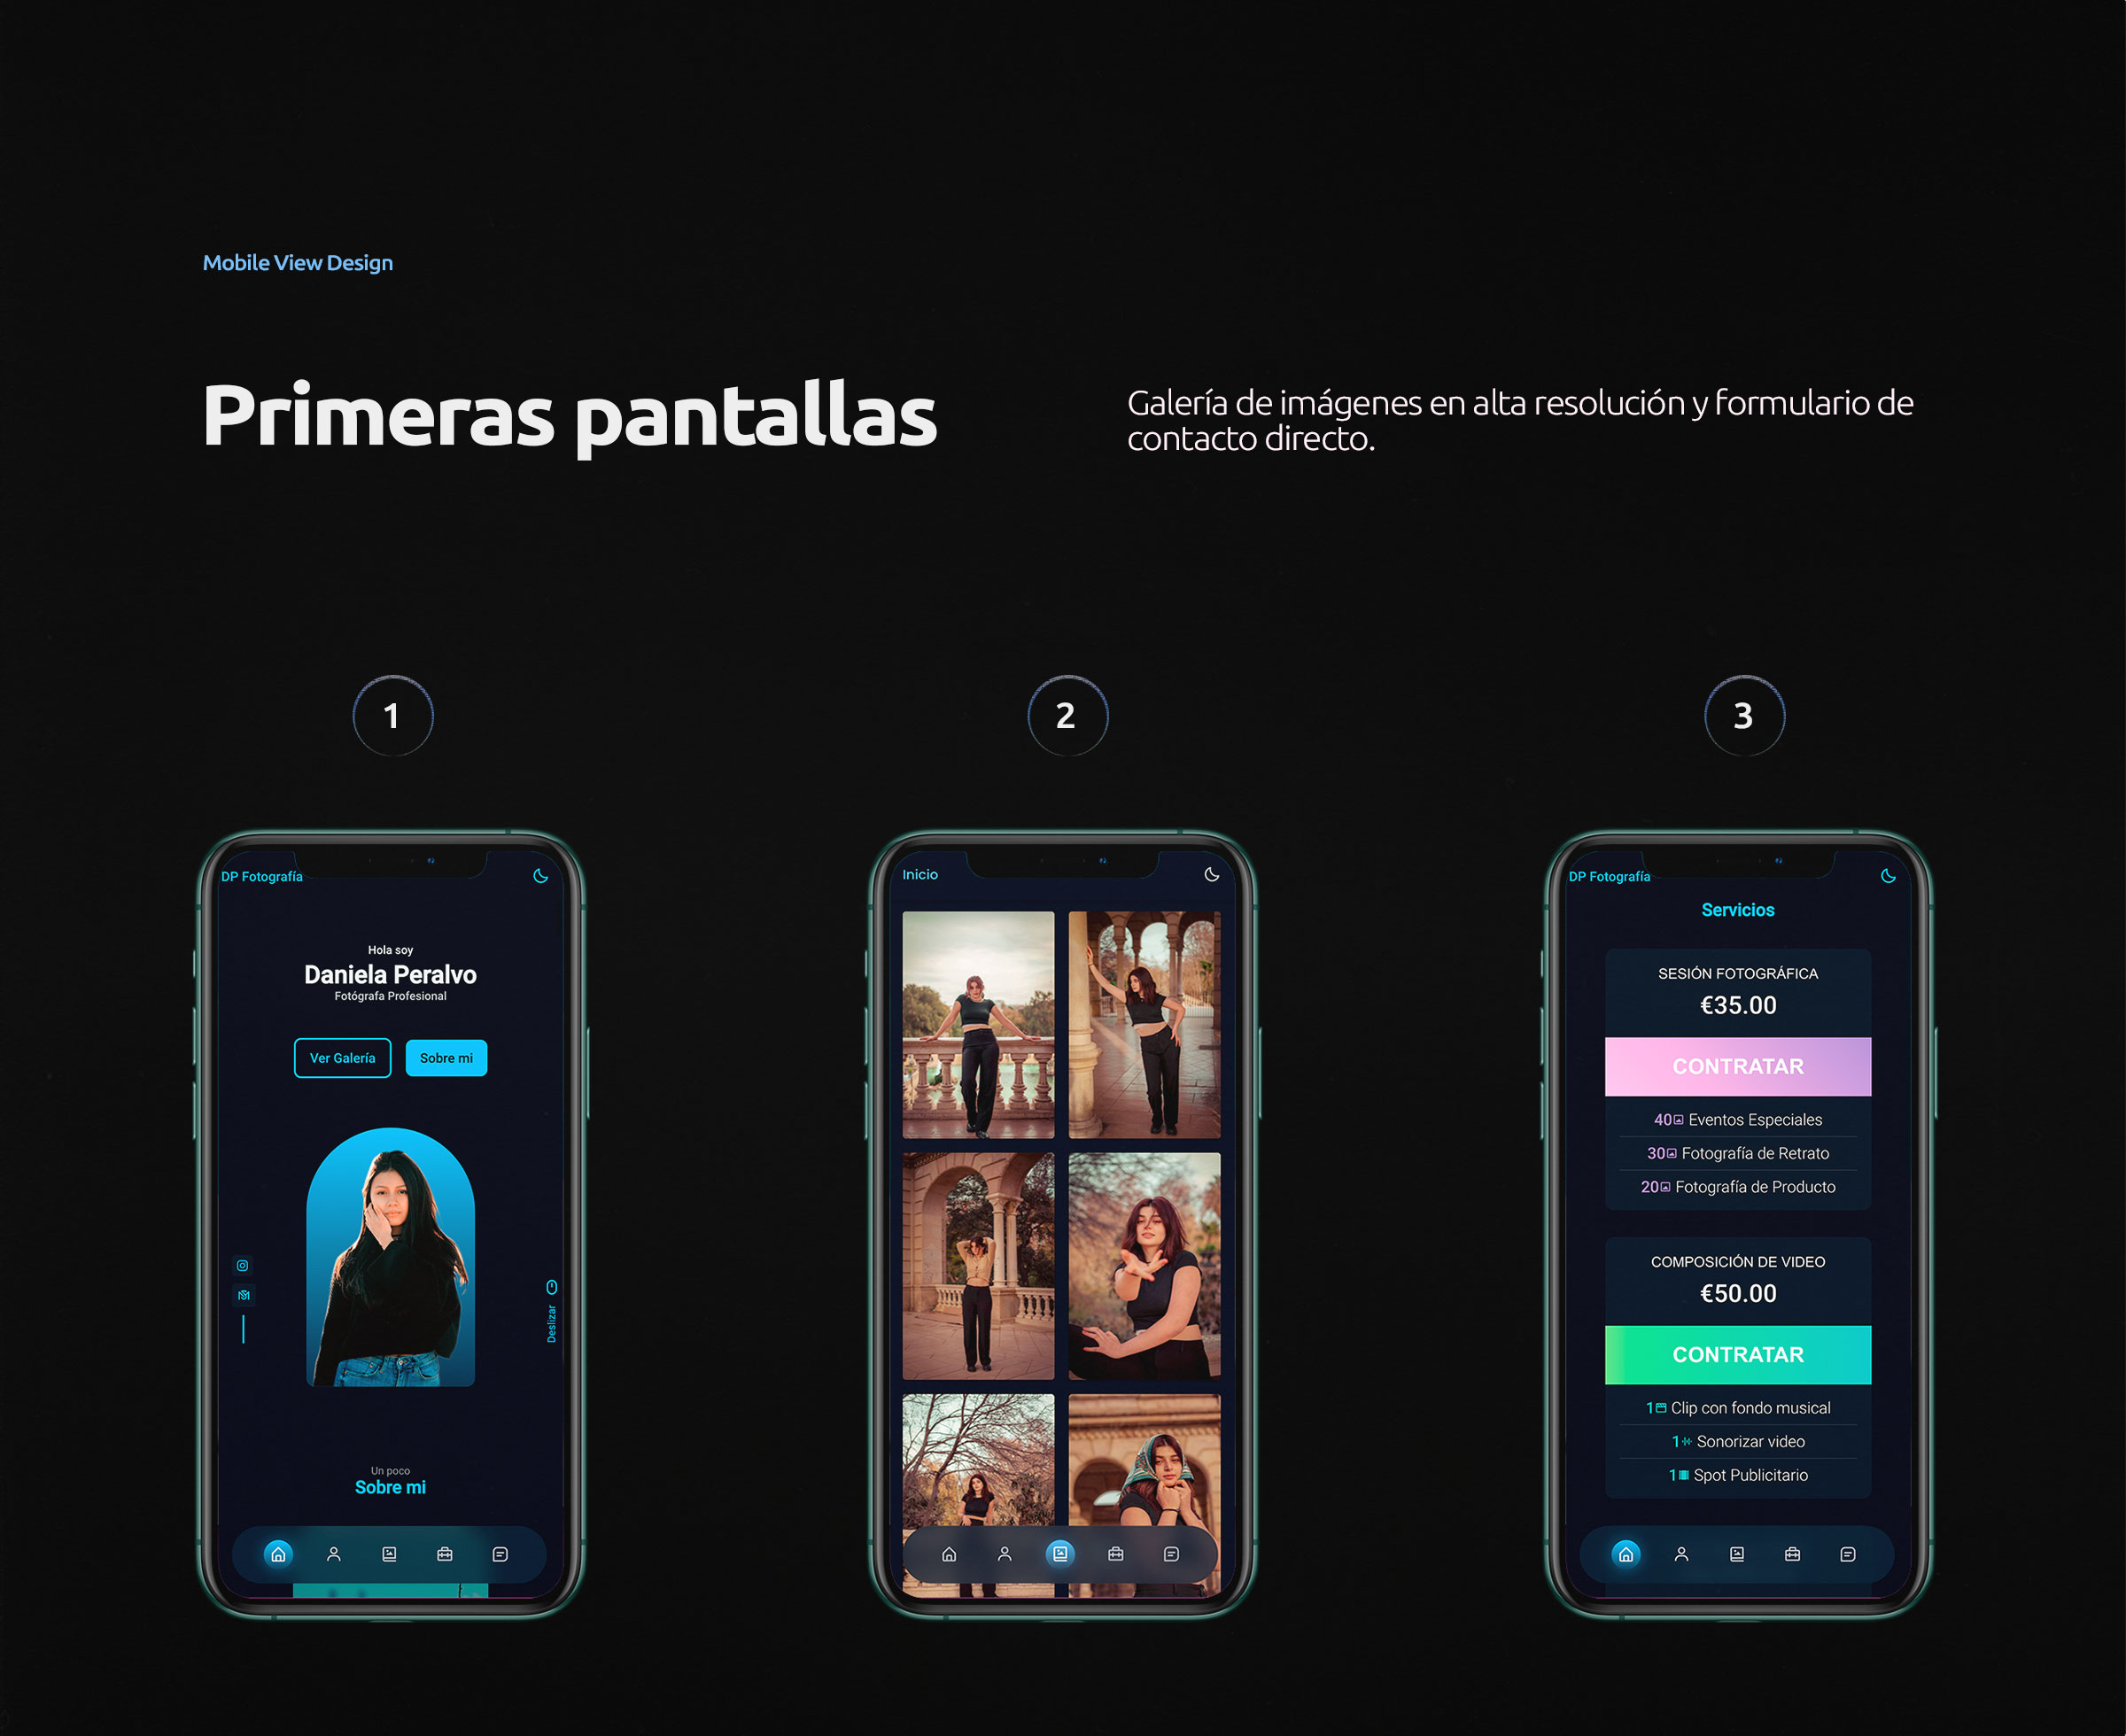 Mobile View Design
Primeras pantallas
Galería de imágenes en alta resolución y formulario de
contacto directo.
1
DP Fotografía
Hola soy
Daniela Peralvo
Fotógrafa Profesional
Ver Galería
Sobre mi
Deslizar
Un poco
Sobre mi
2
Inicio
3
DP Fotografía
Servicios
SESIÓN FOTOGRÁFICA
€35.00
CONTRATAR
40 Eventos Especiales
30 Fotografía de Retrato
20 Fotografía de Producto
COMPOSICIÓN DE VIDEO
€50.00
CONTRATAR
1 Clip con fondo musical
1 Sonorizar video
1 Spot Publicitario